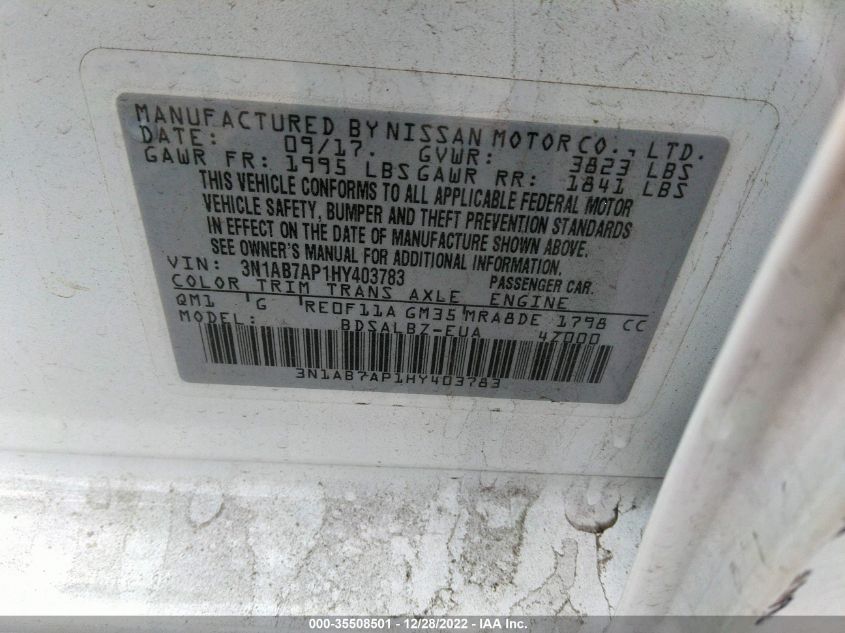 MANUFACTURED BY NISSAN MOTOR CO., LTD.
DATE: 09/17. GVWR: 3823 LBS
GAWR FR: 1995 LBS GAWR RR: 1841 LBS
THIS VEHICLE CONFORMS TO ALL APPLICABLE FEDERAL MOTOR
VEHICLE SAFETY, BUMPER AND THEFT PREVENTION STANDARDS
IN EFFECT ON THE DATE OF MANUFACTURE SHOWN ABOVE.
SEE OWNER'S MANUAL FOR ADDITIONAL INFORMATION.
VIN: 3N1AB7AP1HY403783 PASSENGER CAR.
COLOR TRIM TRANS AXLE ENGINE
QM1 G RE0F11A GM35 MRA8DE 1798 CC
MODEL: BDSALBZ-EUA 4Z000
3N1AB7AP1HY403783
000-35508501 - 12/28/2022 - IAA Inc.